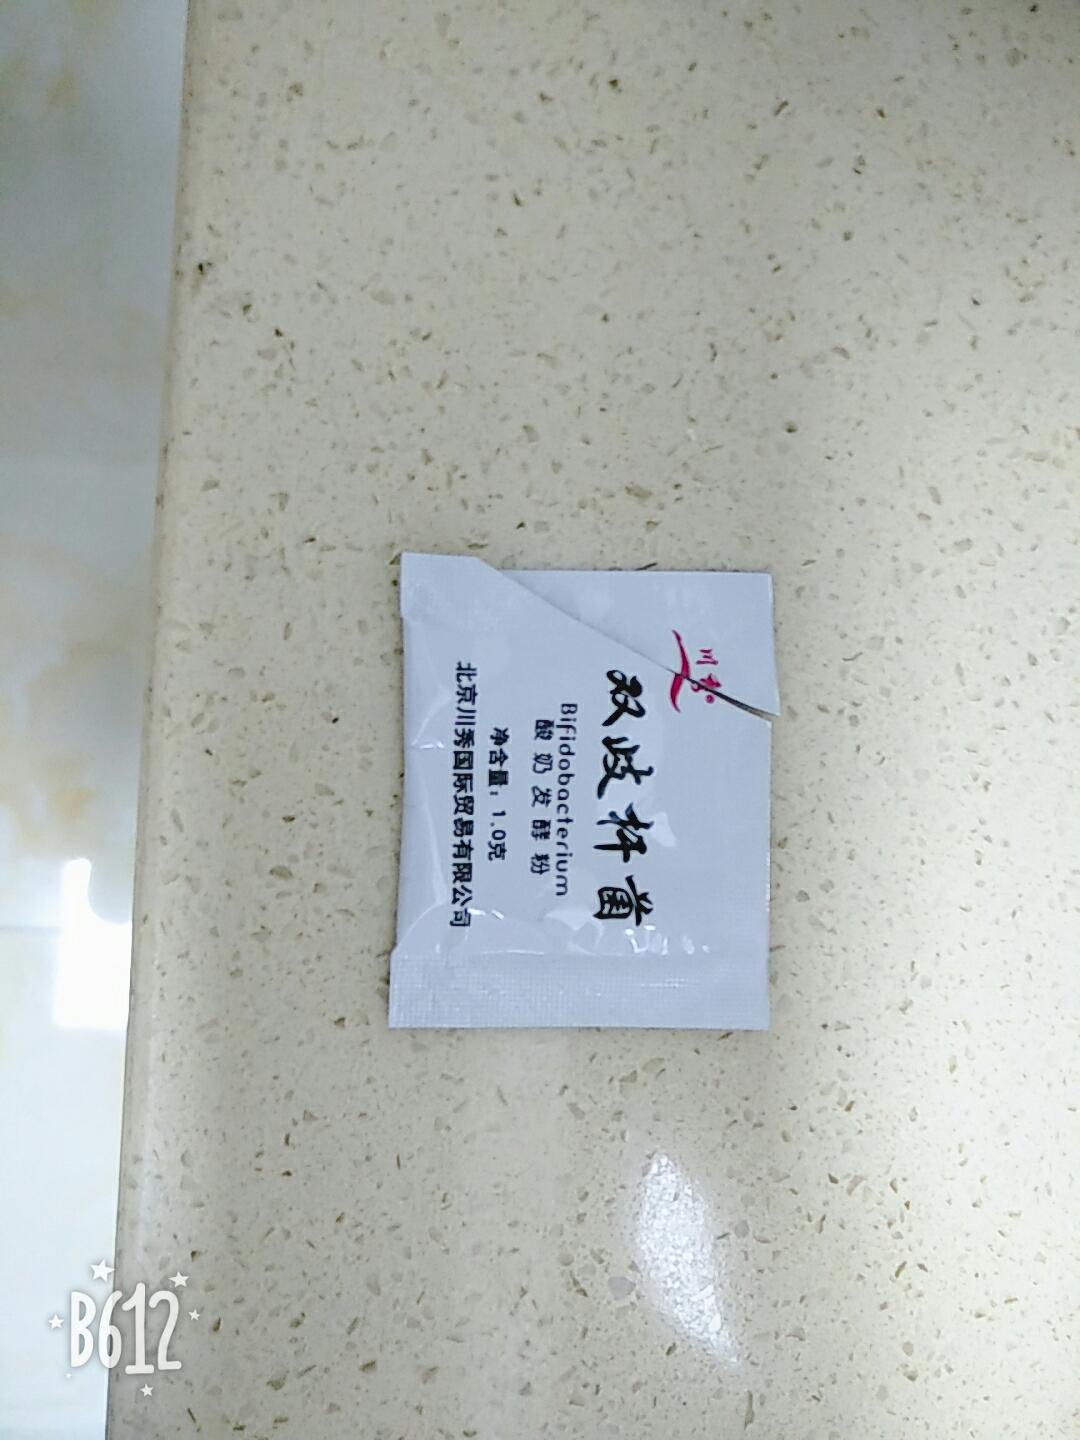 川秀
双歧杆菌
Bifidobacterium
酸奶发酵粉
净含量：1.0克
北京川秀国际贸易有限公司
B612